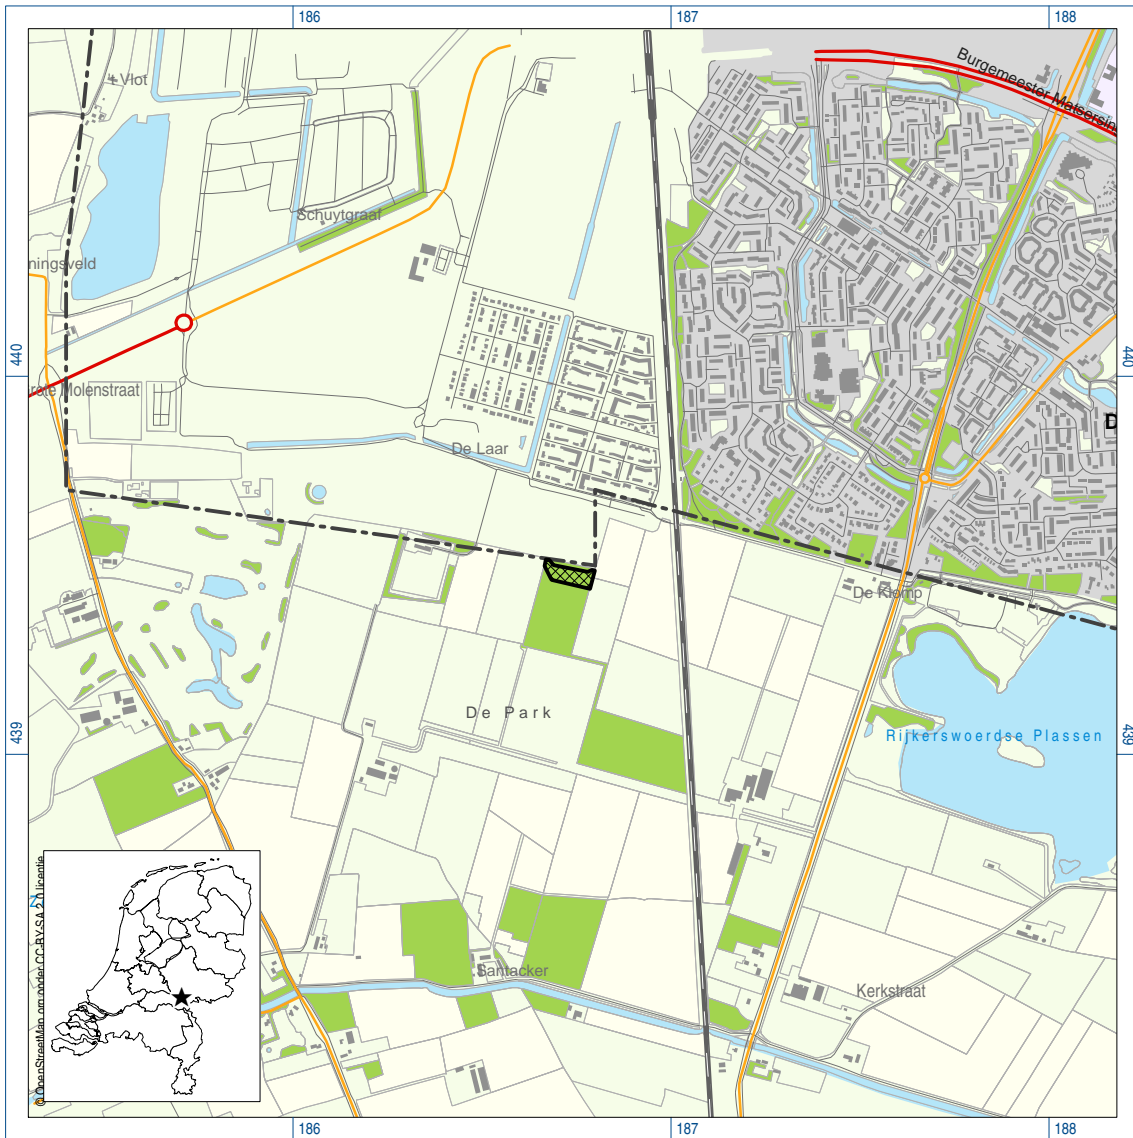 186
187
188
Vlot
Burgemeester Matsersin
Schuytgraaf
ningsveld
440
440
rote Molenstraat
De Laar
D
De Klomp
De Park
439
439
Rijkerswoerdse Plassen
Z
© OpenStreetMap onder CC-BY-SA 2.0 licentie
Santacker
Kerkstraat
186
187
188